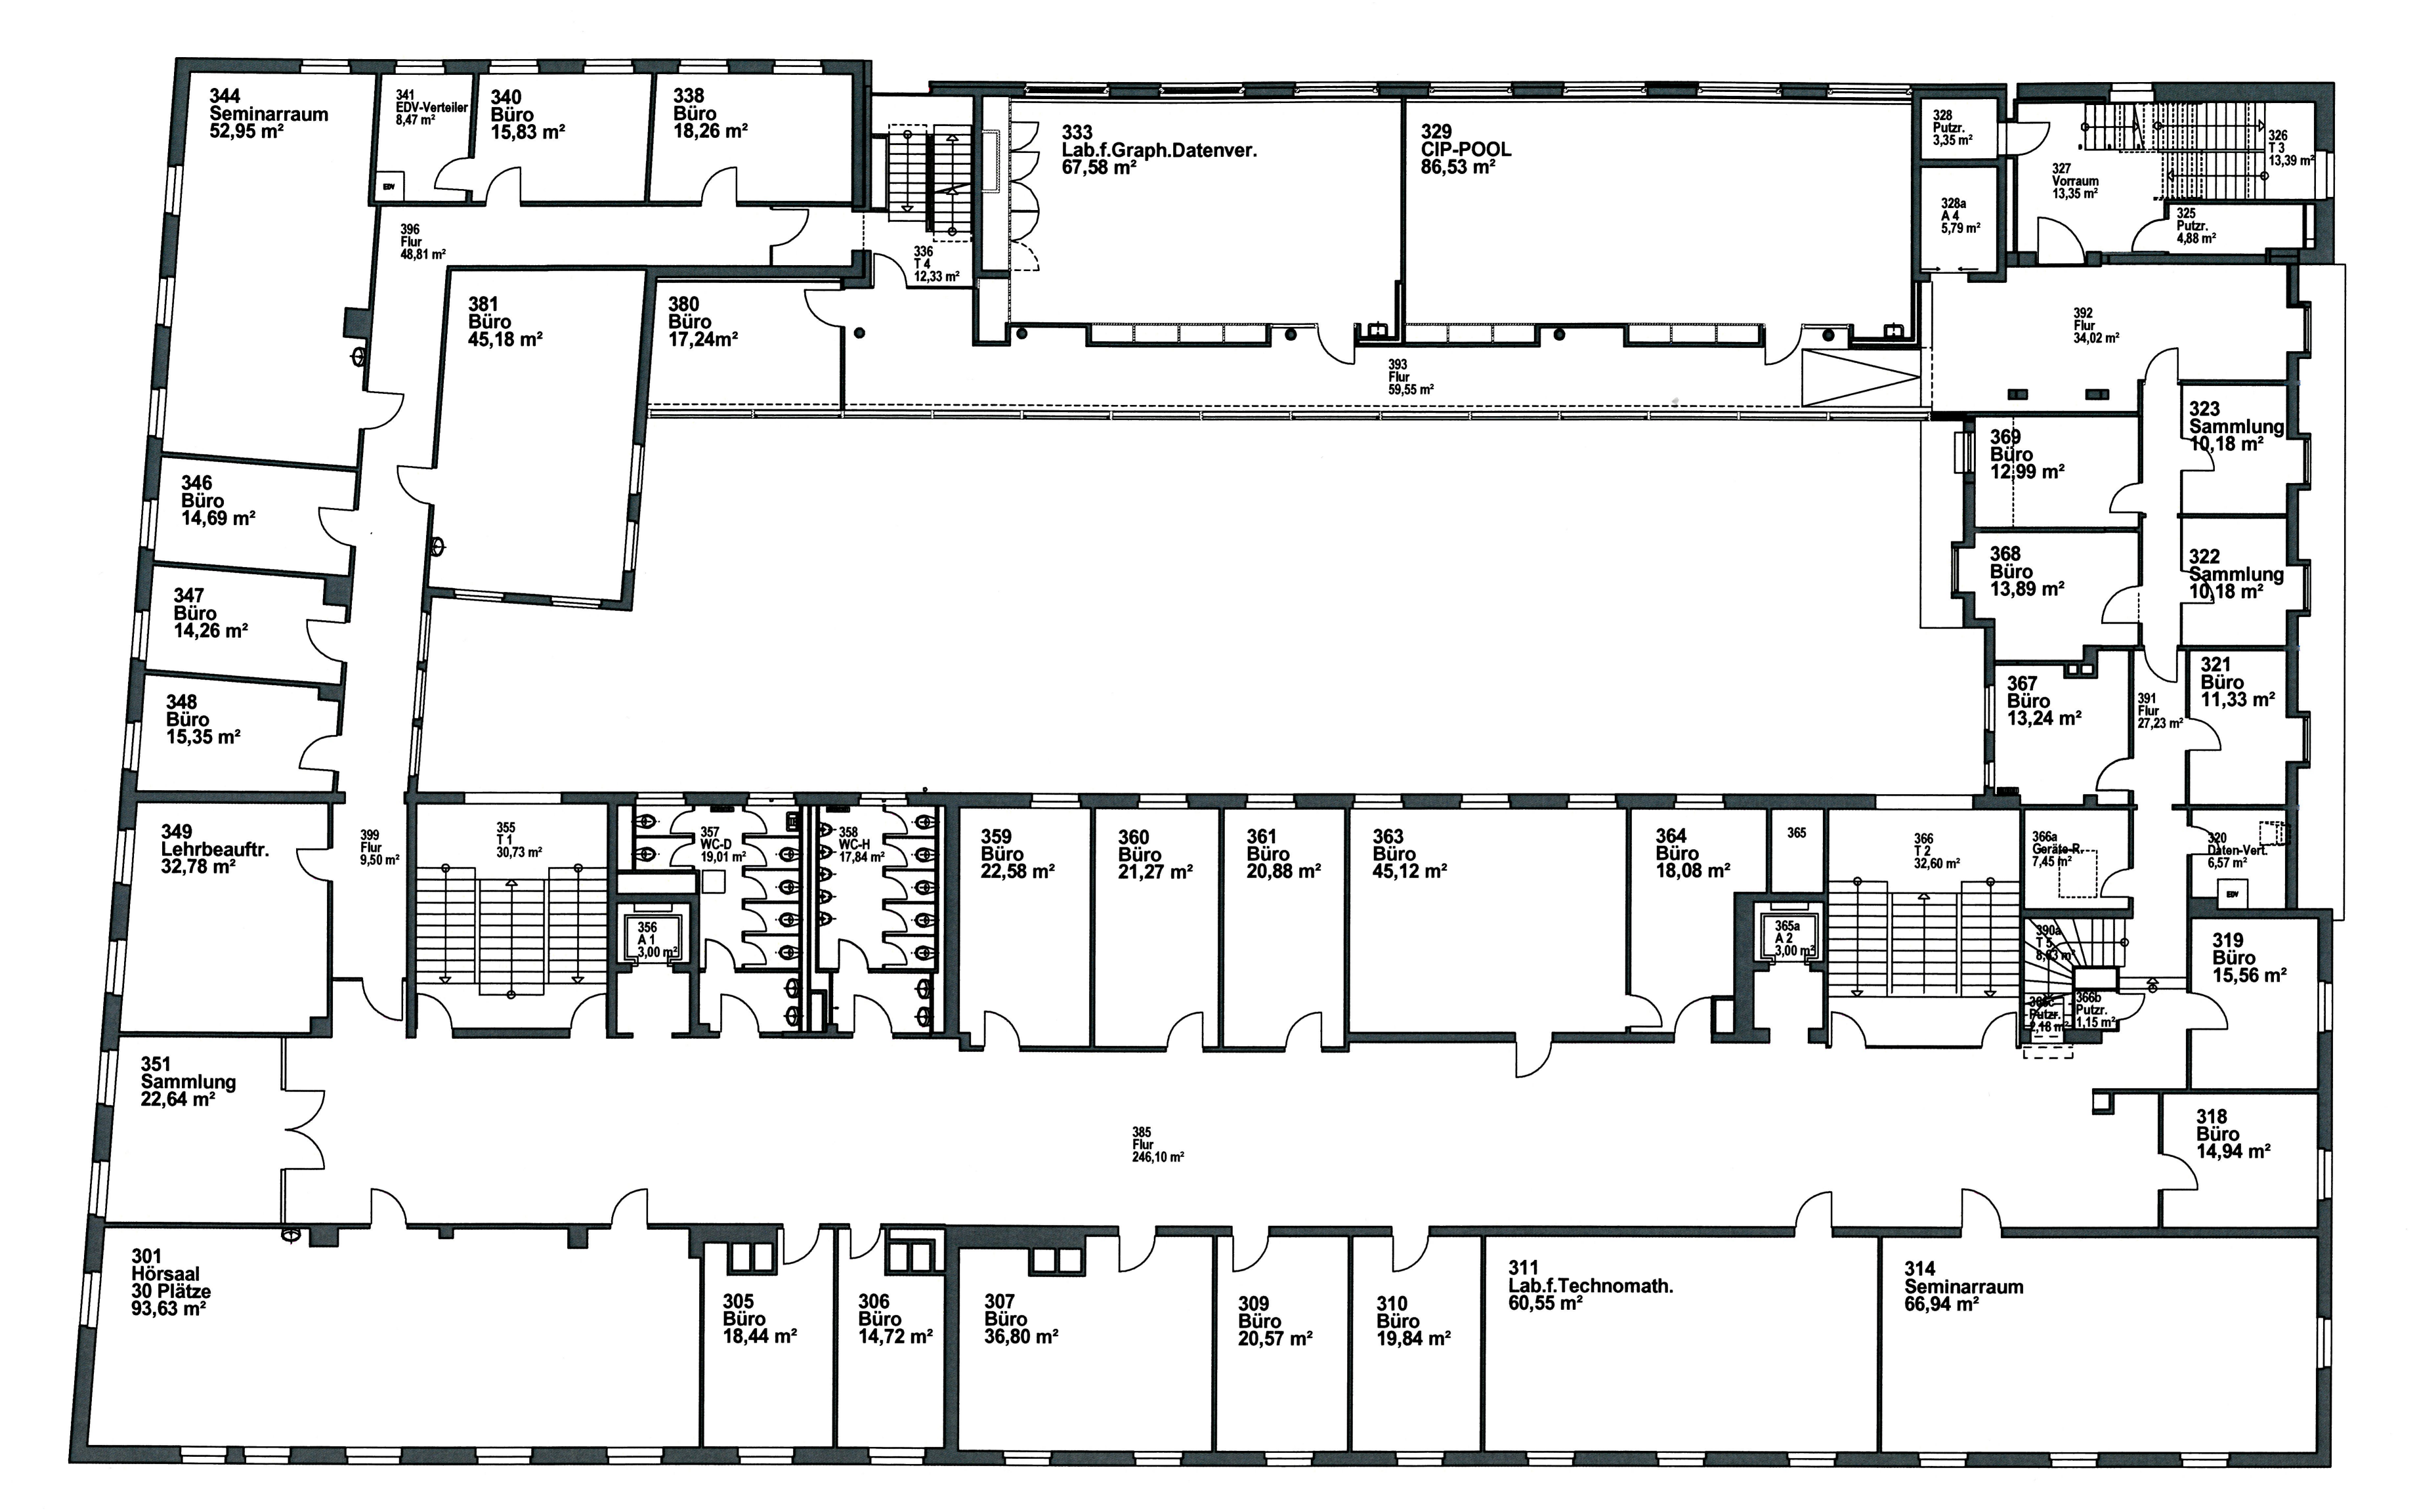 344
Seminarraum
52,95 m²
341
EDV-Verteiler
8,47 m²
EDV
340
Büro
15,83 m²
338
Büro
18,26 m²
333
Lab.f.Graph.Datenver.
67,58 m²
329
CIP-POOL
86,53 m²
328
Putzr.
3,35 m²
326
T 3
13,39 m²
327
Vorraum
13,35 m²
328a
A 4
5,79 m²
325
Putzr.
4,88 m²
396
Flur
48,81 m²
336
T 4
12,33 m²
381
Büro
45,18 m²
380
Büro
17,24m²
392
Flur
34,02 m²
393
Flur
59,55 m²
323
Sammlung
10,18 m²
369
Büro
12,99 m²
346
Büro
14,69 m²
368
Büro
13,89 m²
322
Sammlung
10,18 m²
347
Büro
14,26 m²
321
Büro
11,33 m²
367
Büro
13,24 m²
391
Flur
27,23 m²
348
Büro
15,35 m²
349
Lehrbeauftr.
32,78 m²
399
Flur
9,50 m²
355
T 1
30,73 m²
357
WC-D
19,01 m²
358
WC-H
17,84 m²
359
Büro
22,58 m²
360
Büro
21,27 m²
361
Büro
20,88 m²
363
Büro
45,12 m²
364
Büro
18,08 m²
365
366
T 2
32,60 m²
366a
Geräte-R.
7,45 m²
320
Daten-Vert.
6,57 m²
EDV
356
A 1
3,00 m²
365a
A 2
3,00 m²
390a
T 5
319
Büro
15,56 m²
Putzr.
2,18 m²
366b
Putzr.
1,15 m²
351
Sammlung
22,64 m²
385
Flur
246,10 m²
318
Büro
14,94 m²
301
Hörsaal
30 Plätze
93,63 m²
305
Büro
18,44 m²
306
Büro
14,72 m²
307
Büro
36,80 m²
309
Büro
20,57 m²
310
Büro
19,84 m²
311
Lab.f.Technomath.
60,55 m²
314
Seminarraum
66,94 m²